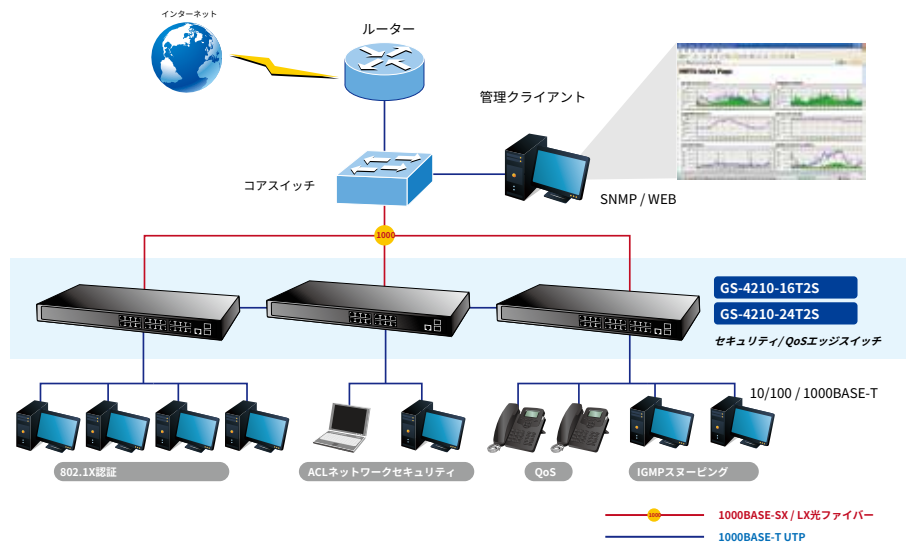 インターネット
ルーター
管理クライアント
MRTG Index Page
コアスイッチ
SNMP / WEB
1000
GS-4210-16T2S
GS-4210-24T2S
セキュリティ/ QoSエッジスイッチ
10/100 / 1000BASE-T
802.1X認証
ACLネットワークセキュリティ
QoS
IGMPスヌーピング
1000
1000BASE-SX / LX光ファイバー
1000BASE-T UTP